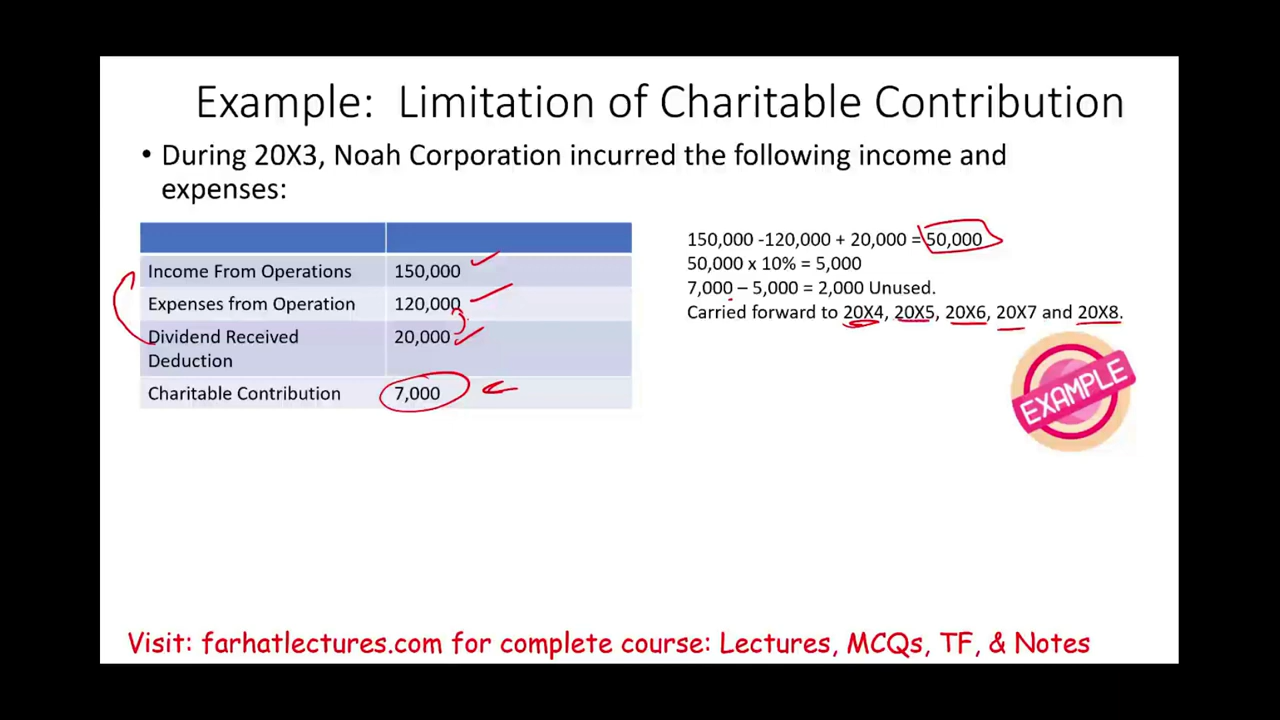 Example: Limitation of Charitable Contribution
• During 20X3, Noah Corporation incurred the following income and
expenses:
Income From Operations 150,000
Expenses from Operation 120,000
Dividend Received 20,000
Deduction
Charitable Contribution 7,000
150,000 -120,000 + 20,000 = 50,000
50,000 x 10% = 5,000
7,000 – 5,000 = 2,000 Unused.
Carried forward to 20X4, 20X5, 20X6, 20X7 and 20X8.
EXAMPLE
Visit: farhatlectures.com for complete course: Lectures, MCQs, TF, & Notes